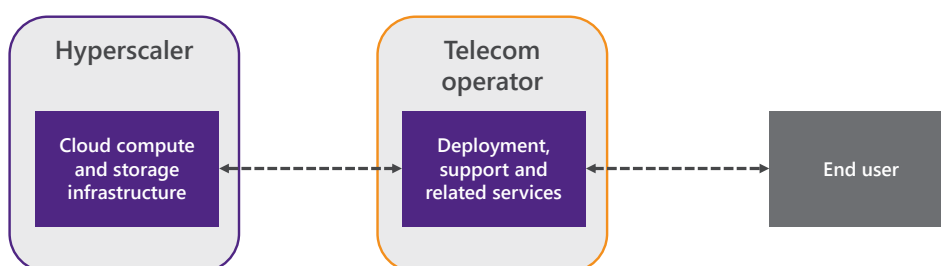 Hyperscaler
Cloud compute
and storage
infrastructure
Telecom
operator
Deployment,
support and
related services
End user